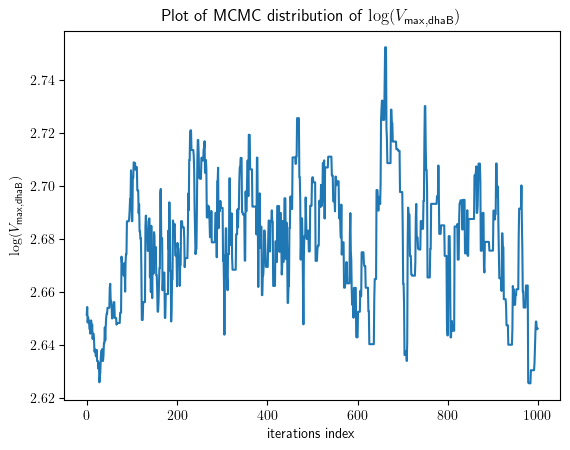 Plot of MCMC distribution of log(V_max,dhaB)
log(V_max,dhaB)
2.74
2.72
2.70
2.68
2.66
2.64
2.62
0 200 400 600 800 1000
iterations index